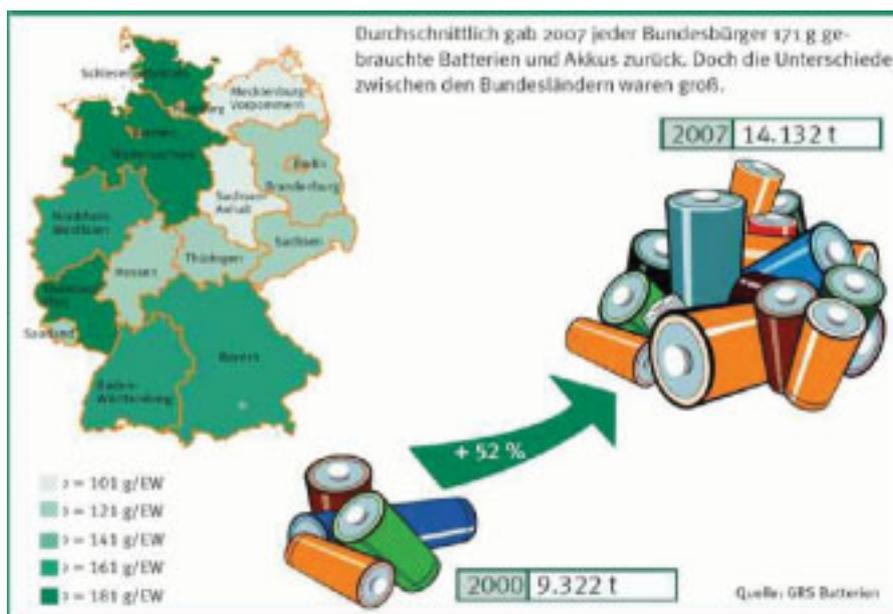 Durchschnittlich gab 2007 jeder Bundesbürger 171 g ge-
brauchte Batterien und Akkus zurück. Doch die Unterschiede
zwischen den Bundesländern waren groß.
2007 14.132 t
Mecklenburg-
Vorpommern
Berlin
Brandenburg
Sachsen-
Anhalt
Nordrhein-
Westfalen
Sachsen
Thüringen
Hessen
Saarland
Bayern
Baden-
Württemberg
+ 52 %
= 101 g/EW
= 121 g/EW
= 141 g/EW
= 161 g/EW
= 181 g/EW
2000 9.322 t
Quelle: GRS Batterien